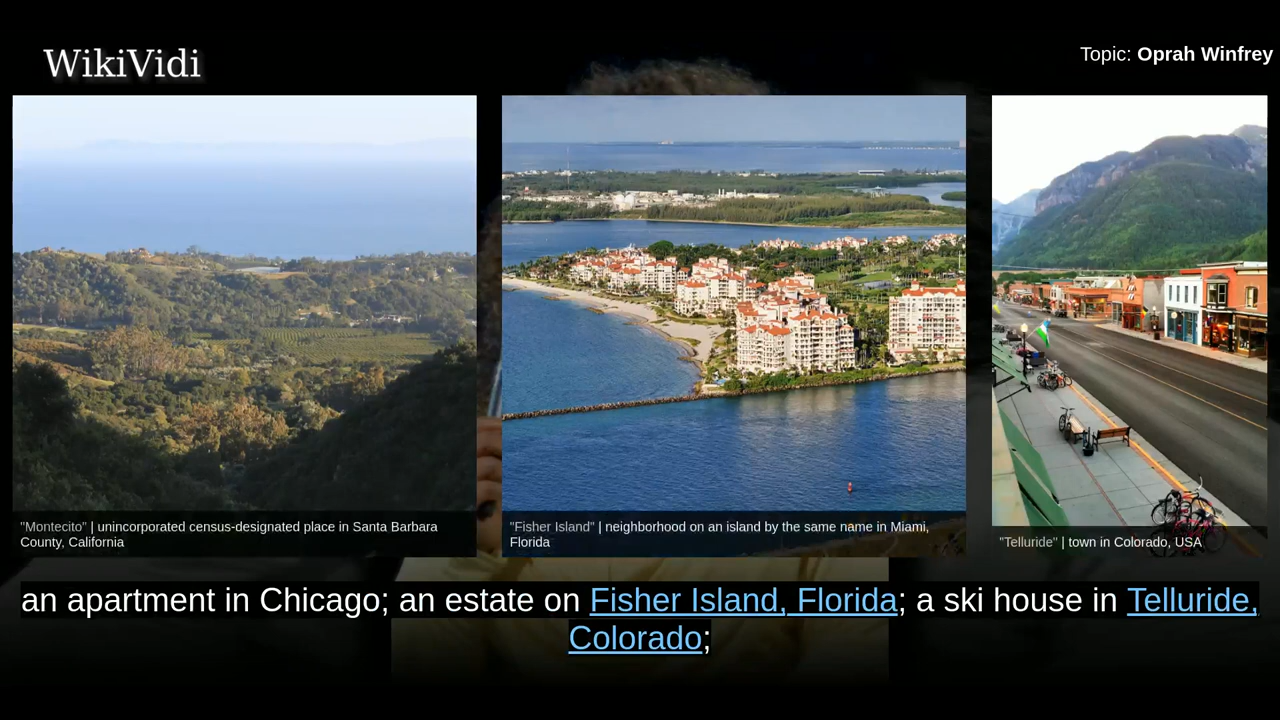 WikiVidi
Topic: Oprah Winfrey
"Montecito" | unincorporated census-designated place in Santa Barbara
County, California
"Fisher Island" | neighborhood on an island by the same name in Miami,
Florida
"Telluride" | town in Colorado, USA
an apartment in Chicago; an estate on Fisher Island, Florida; a ski house in Telluride,
Colorado;